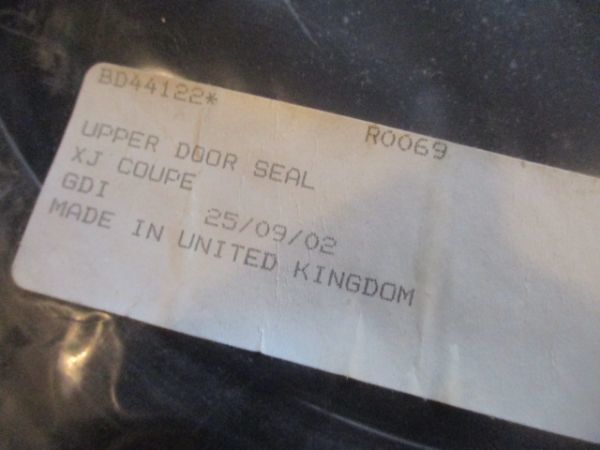 BD44122*
R0069
UPPER DOOR SEAL
XJ COUPE
GDI 25/09/02
MADE IN UNITED KINGDOM